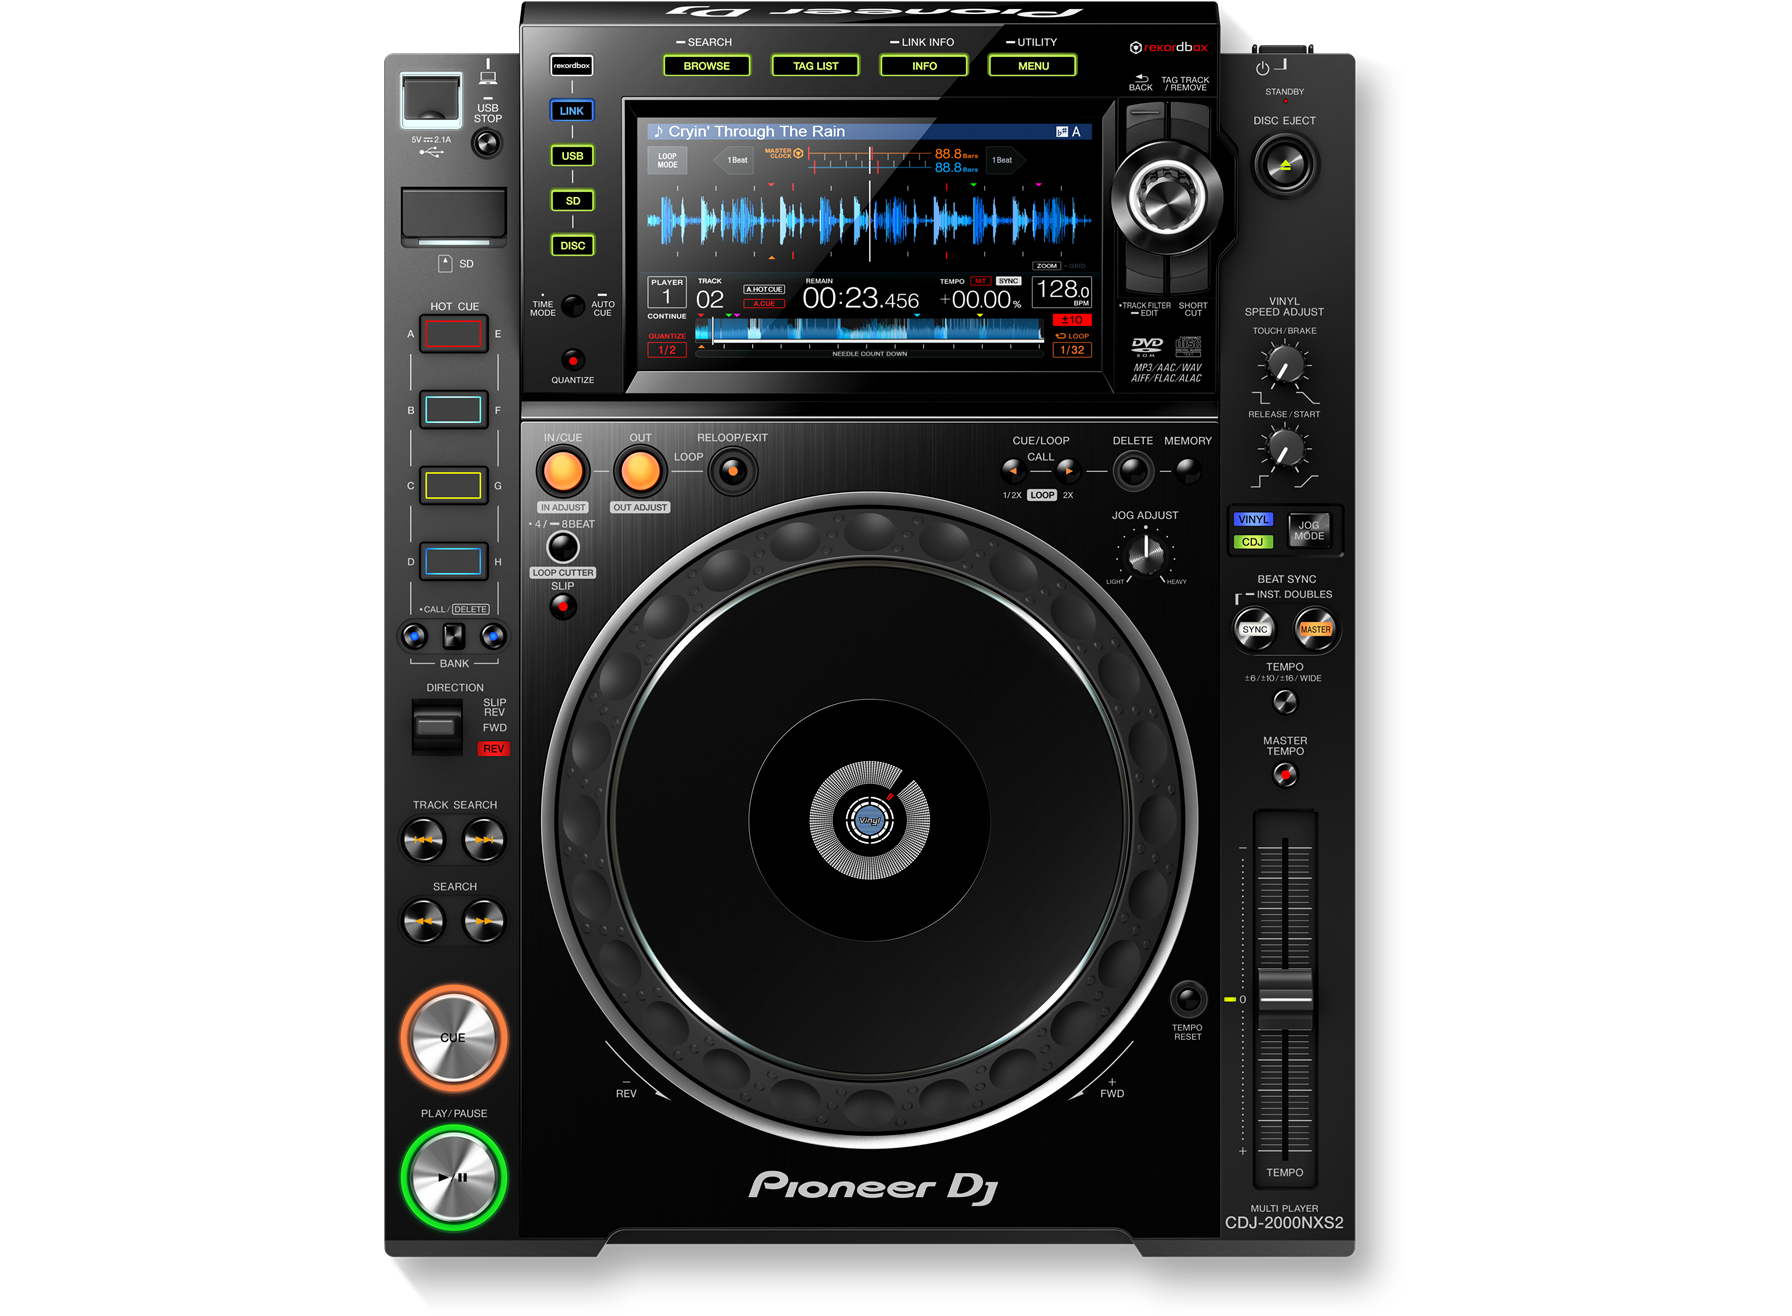 Pioneer Dj
SEARCH
LINK INFO
UTILITY
rekordbox
BROWSE
TAG LIST
INFO
MENU
rekordbox
BACK
TAG TRACK
/ REMOVE
STANDBY
DISC EJECT
USB
STOP
5V 2.1A
LINK
USB
SD
DISC
SD
TIME
MODE
AUTO
CUE
QUANTIZE
♪ Cryin' Through The Rain
A
LOOP
MODE
1 Beat
MASTER
CLOCK
88.8 Bars
88.8 Bars
1 Beat
ZOOM
GRID
PLAYER
1
TRACK
02
A.HOT CUE
A.CUE
REMAIN
00:23.456
TEMPO
M.T.
SYNC
+00.00 %
128.0
BPM
CONTINUE
±10
QUANTIZE
1/2
LOOP
1/32
NEEDLE COUNT DOWN
• TRACK FILTER
EDIT
SHORT
CUT
DVD
ROM
MP3/AAC/WAV
AIFF/FLAC/ALAC
VINYL
SPEED ADJUST
TOUCH/BRAKE
RELEASE/START
HOT CUE
A
E
B
F
C
G
D
H
• CALL/ DELETE
BANK
DIRECTION
SLIP
REV
FWD
REV
TRACK SEARCH
SEARCH
CUE
PLAY/PAUSE
►/II
IN/CUE
OUT
LOOP
RELOOP/EXIT
IN ADJUST
OUT ADJUST
• 4/ 8BEAT
LOOP CUTTER
SLIP
CUE/LOOP
CALL
DELETE
MEMORY
1/2X
LOOP
2X
JOG ADJUST
LIGHT
HEAVY
VINYL
CDJ
JOG
MODE
BEAT SYNC
INST. DOUBLES
SYNC
MASTER
TEMPO
±6/±10/±16/WIDE
MASTER
TEMPO
Vinyl
−
0
+
TEMPO
TEMPO
RESET
−
REV
+
FWD
Pioneer Dj
MULTI PLAYER
CDJ-2000NXS2